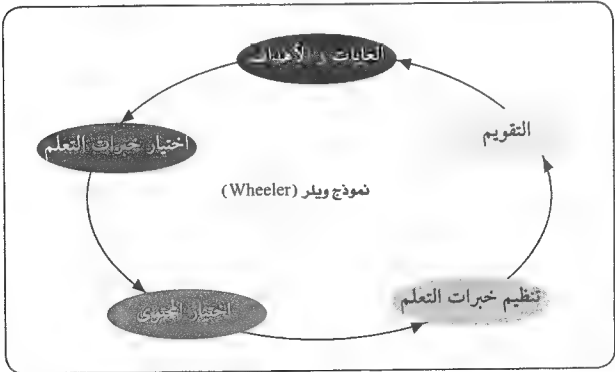 الغايات والأهداف
اختيار خبرات التعلم
التقويم
نموذج ويلر (Wheeler)
اختيار المحتوى
تنظيم خبرات التعلم